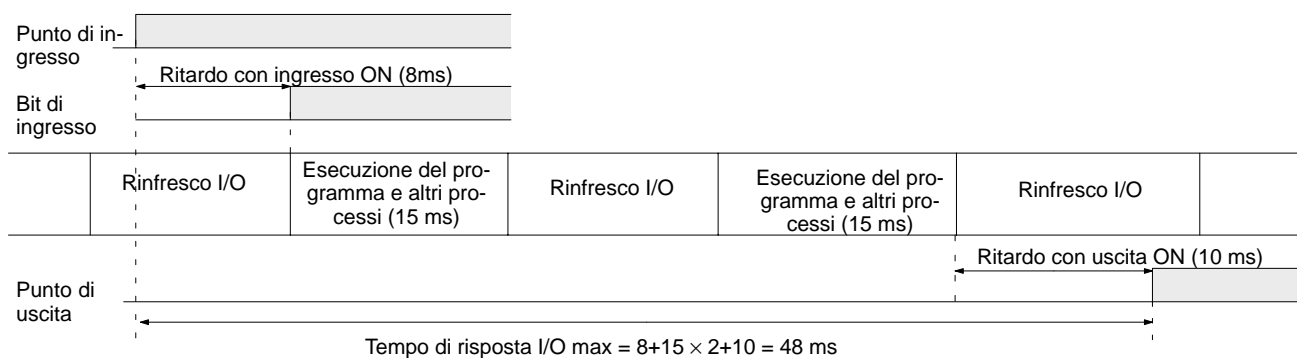 Punto di in-
gresso
Ritardo con ingresso ON (8ms)
Bit di
ingresso
Rinfresco I/O
Esecuzione del pro-
gramma e altri pro-
cessi (15 ms)
Rinfresco I/O
Esecuzione del pro-
gramma e altri pro-
cessi (15 ms)
Rinfresco I/O
Ritardo con uscita ON (10 ms)
Punto di
uscita
Tempo di risposta I/O max = 8+15 × 2+10 = 48 ms